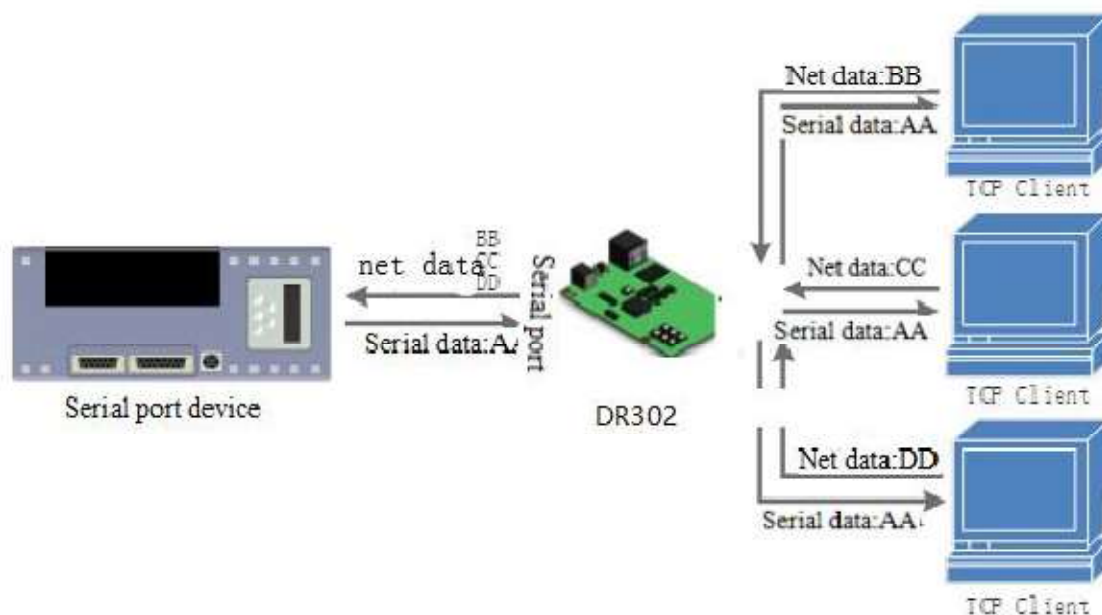 Net data:BB
Serial data:AA
TCP Client
BB
CC
DD
net data
Serial port
Serial data:AA
Serial port device
DR302
Net data:CC
Serial data:AA
TCP Client
Net data:DD
Serial data:AA
TCP Client